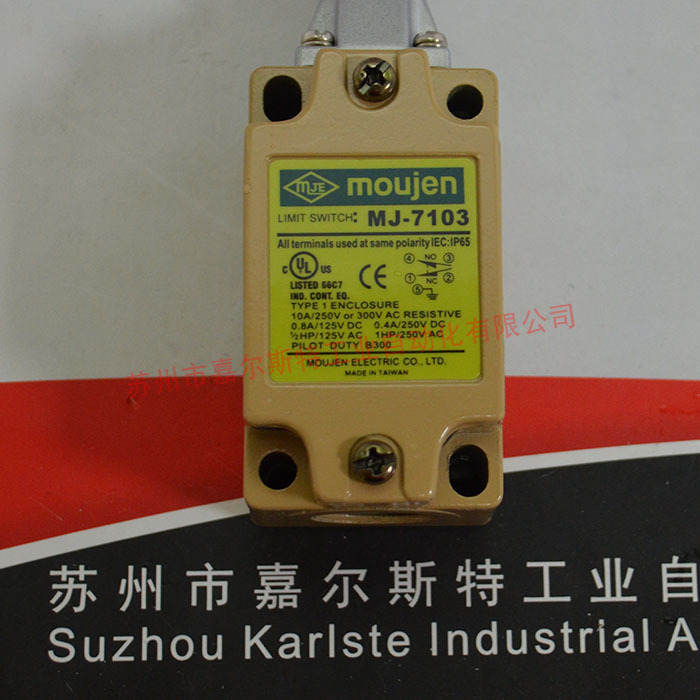 MJE moujen
LIMIT SWITCH: MJ-7103
All terminals used at same polarity IEC:IP65
C UL US
LISTED 66C7
IND. CONT. EQ.
CE
④ NO ③
① NC ②
⑤
TYPE 1 ENCLOSURE
10A/250V or 300V AC RESISTIVE
0.8A/125V DC 0.4A/250V DC
½HP/125V AC 1HP/250V AC
PILOT DUTY B300
MOUJEN ELECTRIC CO., LTD.
MADE IN TAIWAN
苏州市嘉尔斯特工业自动化有限公司
苏州市嘉尔斯特工业自
Suzhou Karlste Industrial A